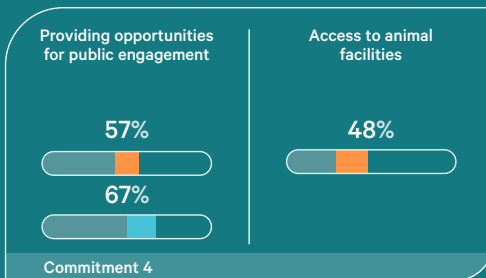 Providing opportunities
for public engagement
57%
67%
Access to animal
facilities
48%
Commitment 4